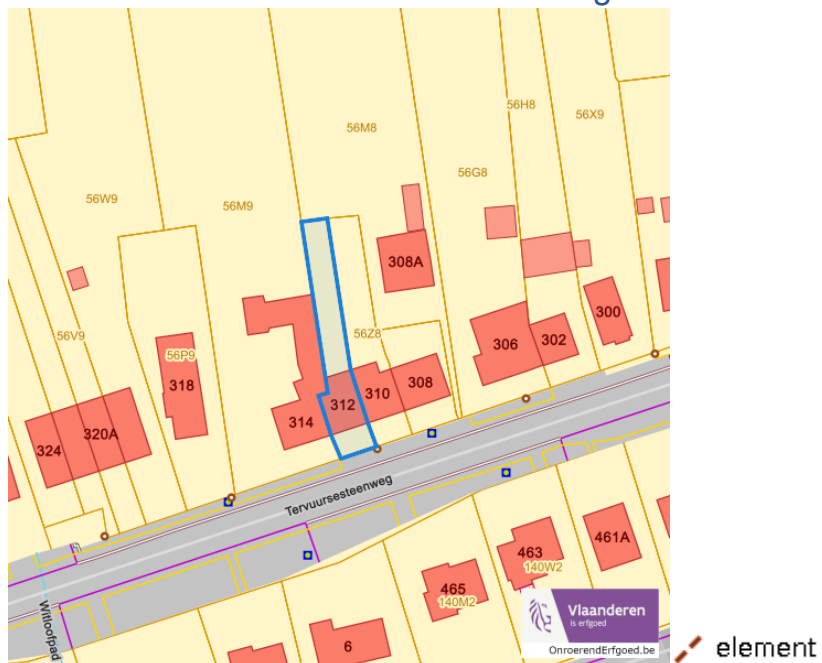 56H8
56X9
56M8
56G8
56W9
56M9
308A
300
56V9
56Z8
56P9
306
302
318
308
310
312
314
320A
324
Tervuursesteenweg
461A
463
140W2
465
140M2
Witloofpad
6
Vlaanderen
is erfgoed
OnroerendErfgoed.be
element